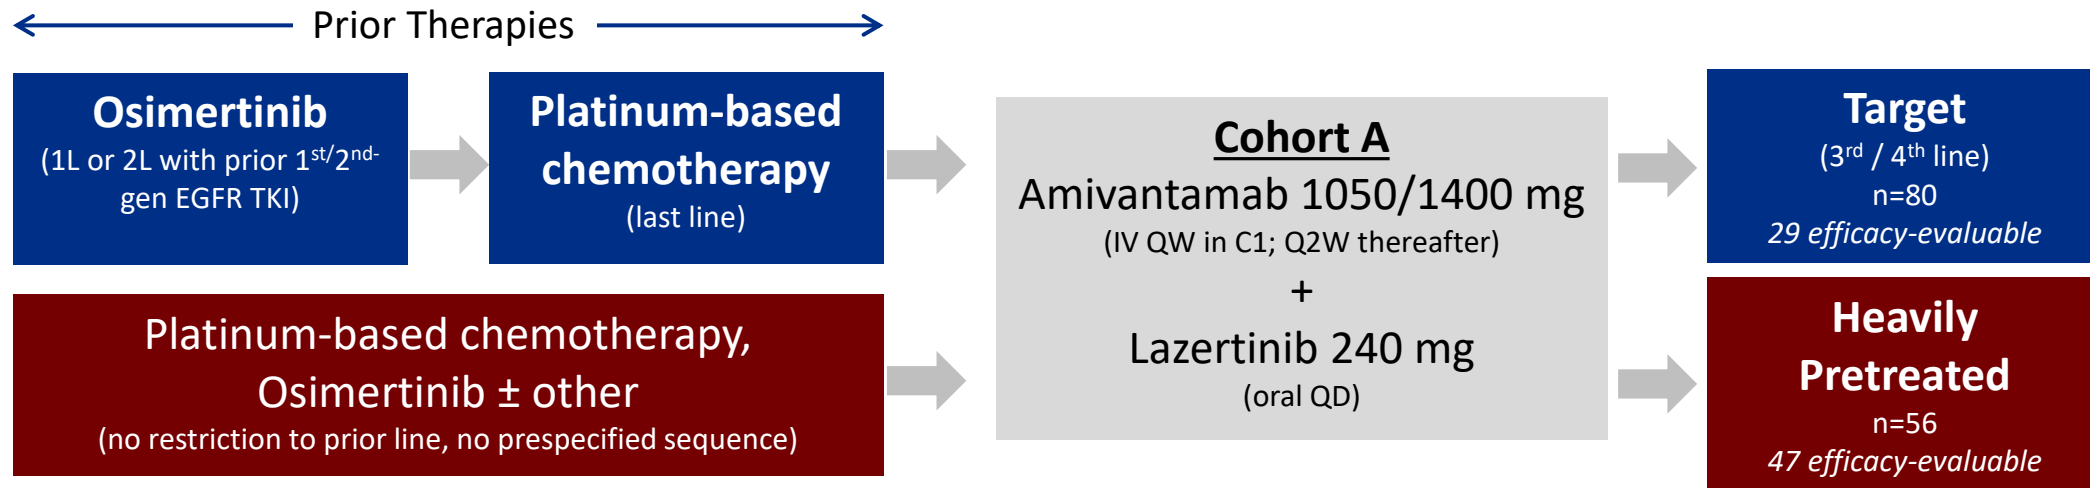 Prior Therapies
Osimertinib
(1L or 2L with prior 1st/2nd-
gen EGFR TKI)
Platinum-based
chemotherapy
(last line)
Platinum-based chemotherapy,
Osimertinib ± other
(no restriction to prior line, no prespecified sequence)
Cohort A
Amivantamab 1050/1400 mg
(IV QW in C1; Q2W thereafter)
+
Lazertinib 240 mg
(oral QD)
Target
(3rd / 4th line)
n=80
29 efficacy-evaluable
Heavily
Pretreated
n=56
47 efficacy-evaluable